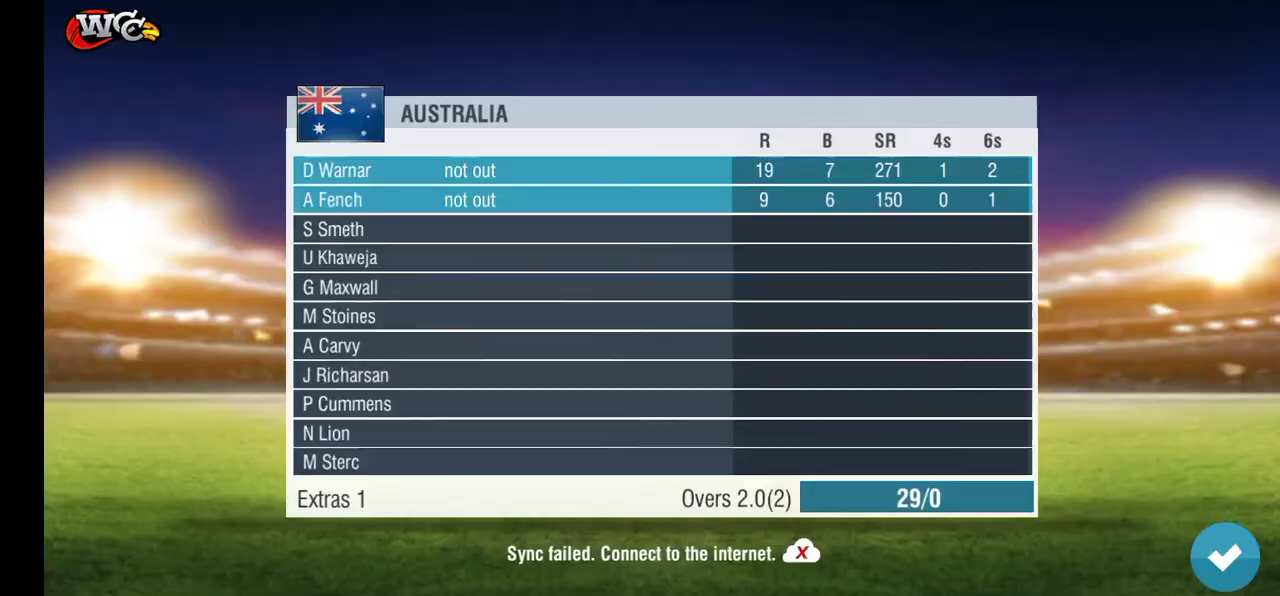 WCC2
AUSTRALIA
R B SR 4s 6s
D Warnar not out 19 7 271 1 2
A Fench not out 9 6 150 0 1
S Smeth
U Khaweja
G Maxwall
M Stoines
A Carvy
J Richarsan
P Cummens
N Lion
M Sterc
Extras 1 Overs 2.0(2) 29/0
Sync failed. Connect to the internet. X